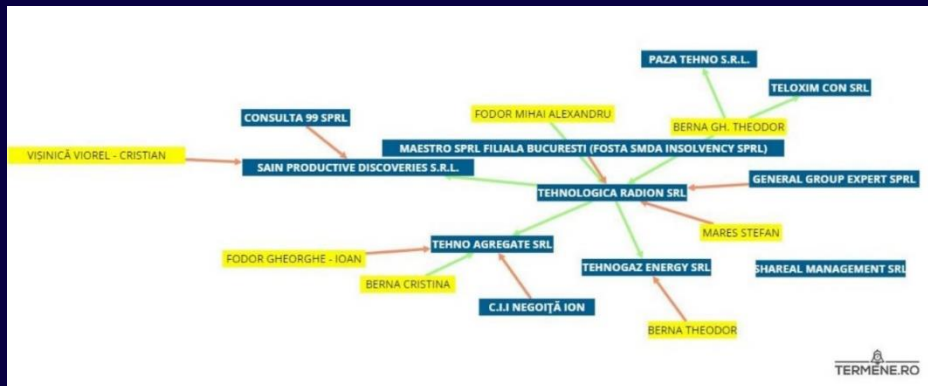 PAZA TEHNO S.R.L.
TELOXIM CON SRL
FODOR MIHAI ALEXANDRU
CONSULTA 99 SPRL
BERNA GH. THEODOR
MAESTRO SPRL FILIALA BUCURESTI (FOSTA SMDA INSOLVENCY SPRL)
VIȘINICĂ VIOREL - CRISTIAN
SAIN PRODUCTIVE DISCOVERIES S.R.L.
GENERAL GROUP EXPERT SPRL
TEHNOLOGICA RADION SRL
MARES STEFAN
TEHNO AGREGATE SRL
FODOR GHEORGHE - IOAN
TEHNOGAZ ENERGY SRL
SHAREAL MANAGEMENT SRL
BERNA CRISTINA
C.I.I NEGOIȚĂ ION
BERNA THEODOR
TERMENE.RO